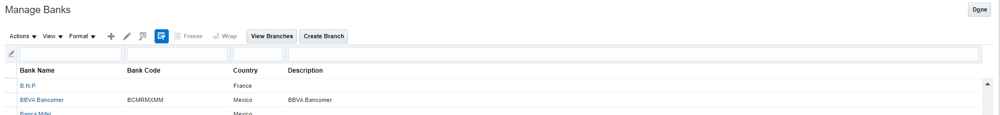 Manage Banks
Done
Actions View Format Freeze Wrap View Branches Create Branch
Bank Name Bank Code Country Description
B.N.P. France
BBVA Bancomer BCMRMXMM Mexico BBVA Bancomer
Banca Mifel Mexico